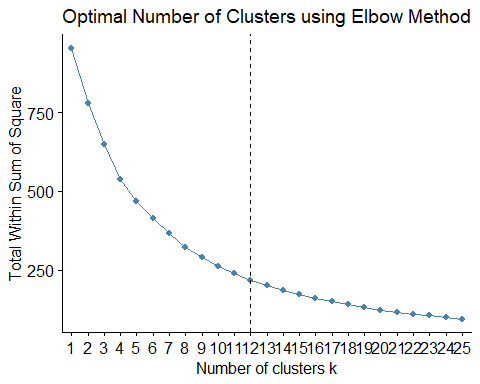 Optimal Number of Clusters using Elbow Method
Total Within Sum of Square
750
500
250
1 2 3 4 5 6 7 8 9 10 11 12 13 14 15 16 17 18 19 20 21 22 23 24 25
Number of clusters k